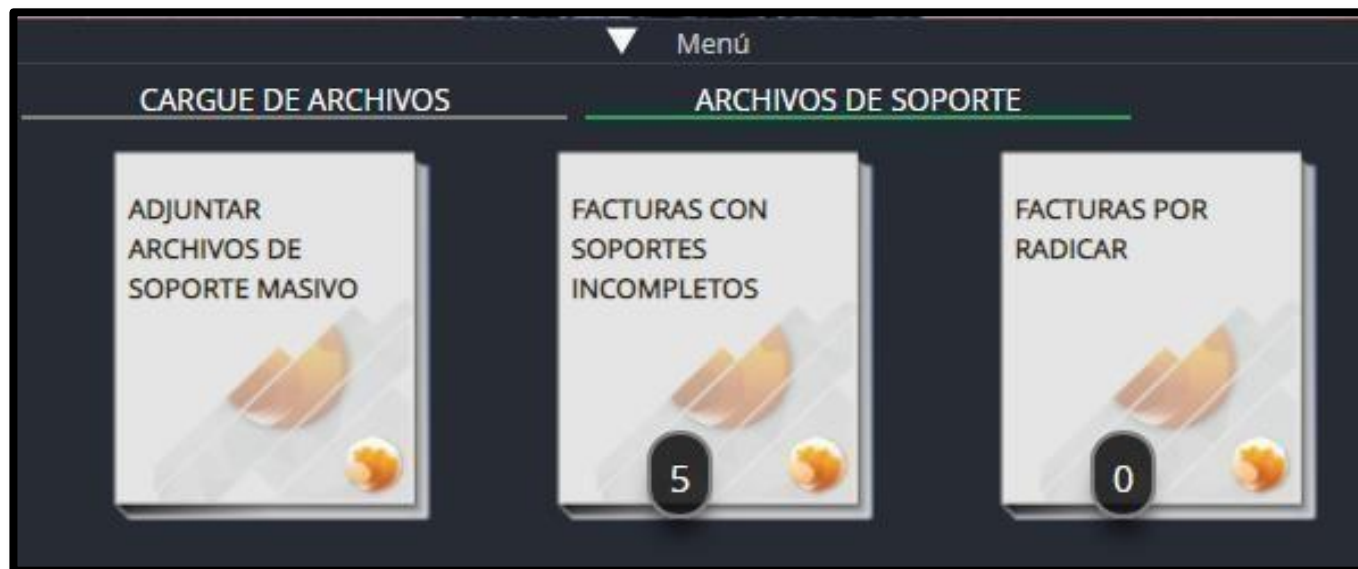 Menú
CARGUE DE ARCHIVOS
ARCHIVOS DE SOPORTE
ADJUNTAR
ARCHIVOS DE
SOPORTE MASIVO
FACTURAS CON
SOPORTES
INCOMPLETOS
5
FACTURAS POR
RADICAR
0